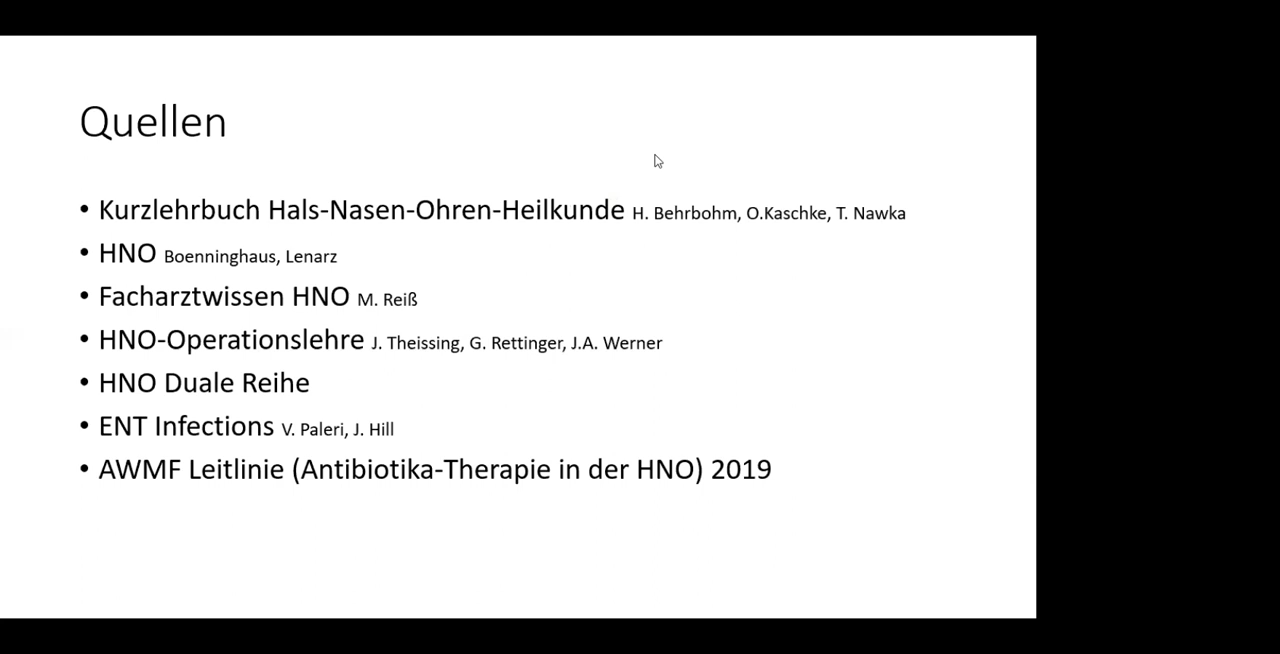 Quellen
• Kurzlehrbuch Hals-Nasen-Ohren-Heilkunde H. Behrbohm, O.Kaschke, T. Nawka
• HNO Boenninghaus, Lenarz
• Facharztwissen HNO M. Reiß
• HNO-Operationslehre J. Theissing, G. Rettinger, J.A. Werner
• HNO Duale Reihe
• ENT Infections V. Paleri, J. Hill
• AWMF Leitlinie (Antibiotika-Therapie in der HNO) 2019